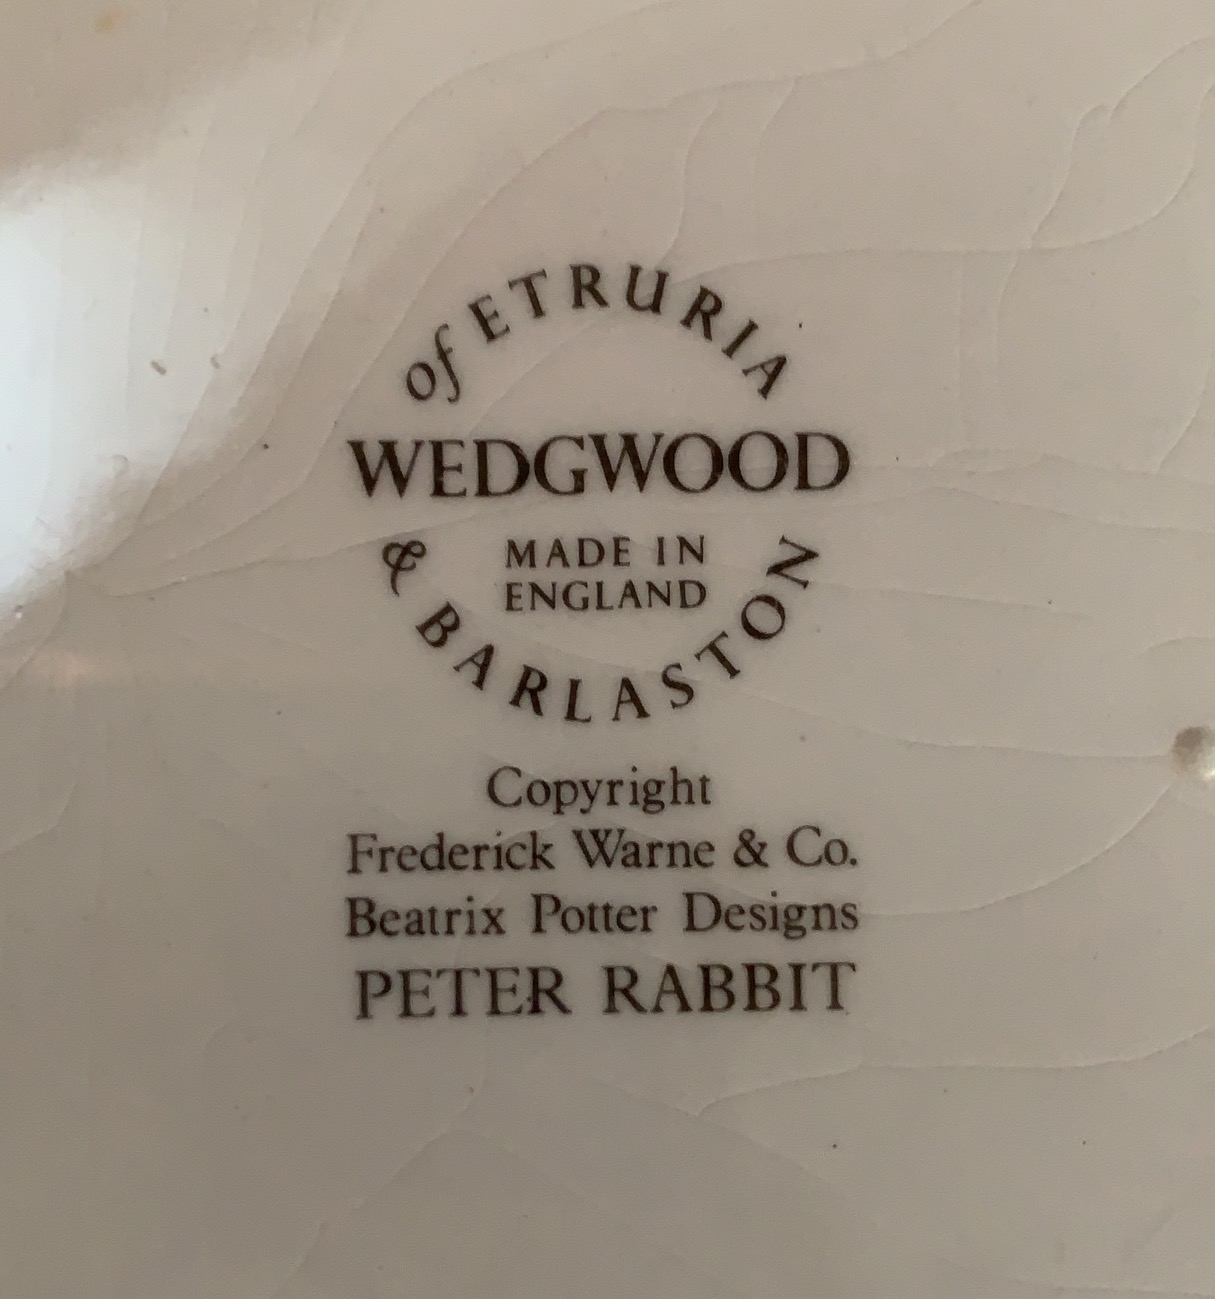 of ETRURIA
WEDGWOOD
MADE IN
ENGLAND
& BARLASTON
Copyright
Frederick Warne & Co.
Beatrix Potter Designs
PETER RABBIT